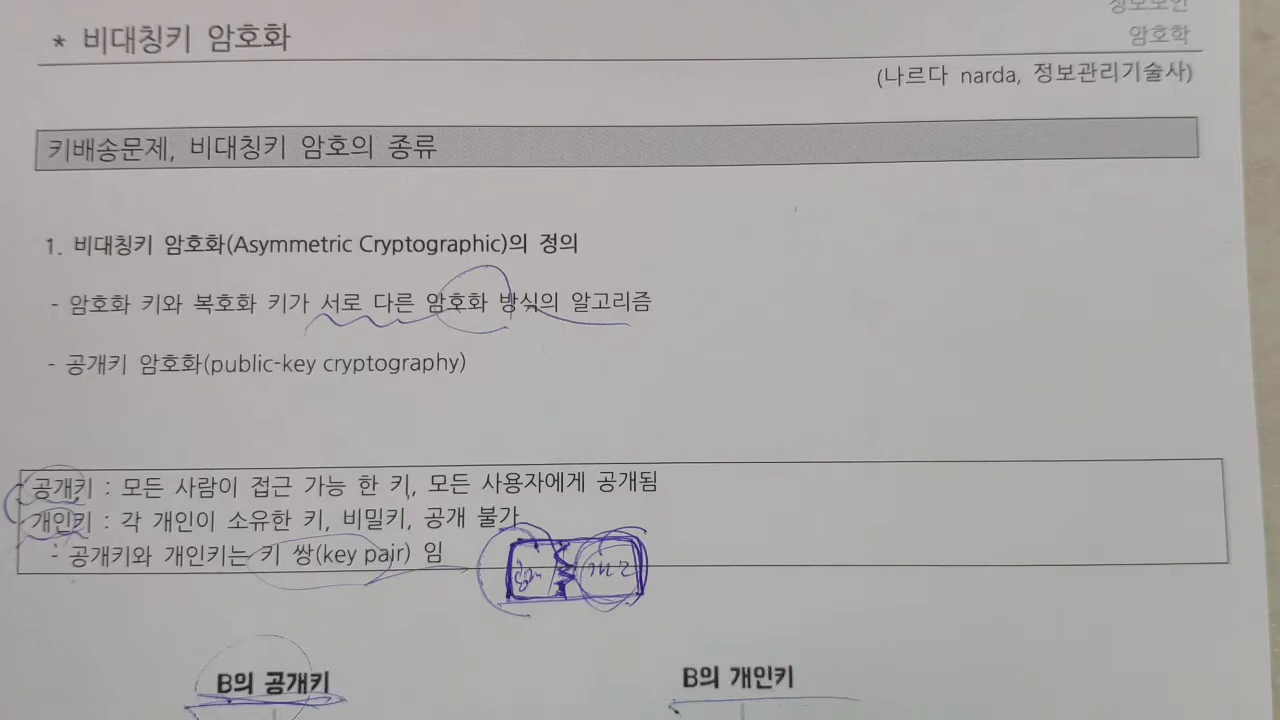 정보보안
* 비대칭키 암호화
암호학
(나르다 narda, 정보관리기술사)
키배송문제, 비대칭키 암호의 종류
1. 비대칭키 암호화(Asymmetric Cryptographic)의 정의
- 암호화 키와 복호화 키가 서로 다른 암호화 방식의 알고리즘
- 공개키 암호화(public-key cryptography)
공개키 : 모든 사람이 접근 가능 한 키, 모든 사용자에게 공개됨
개인키 : 각 개인이 소유한 키, 비밀키, 공개 불가
- 공개키와 개인키는 키 쌍(key pair) 임
B의 공개키
B의 개인키